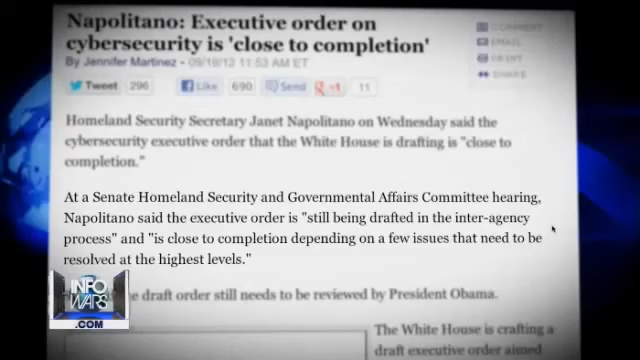 Napolitano: Executive order on
cybersecurity is 'close to completion'
By Jennifer Martinez - 09/19/12 11:53 AM ET
COMMENT
EMAIL
PRINT
SHARE
Tweet 296 Like 690 Send +1 11
Homeland Security Secretary Janet Napolitano on Wednesday said the
cybersecurity executive order that the White House is drafting is "close to
completion."
At a Senate Homeland Security and Governmental Affairs Committee hearing,
Napolitano said the executive order is "still being drafted in the inter-agency
process" and "is close to completion depending on a few issues that need to be
resolved at the highest levels."
draft order still needs to be reviewed by President Obama.
INFO
WARS
.COM
The White House is crafting a
draft executive order aimed